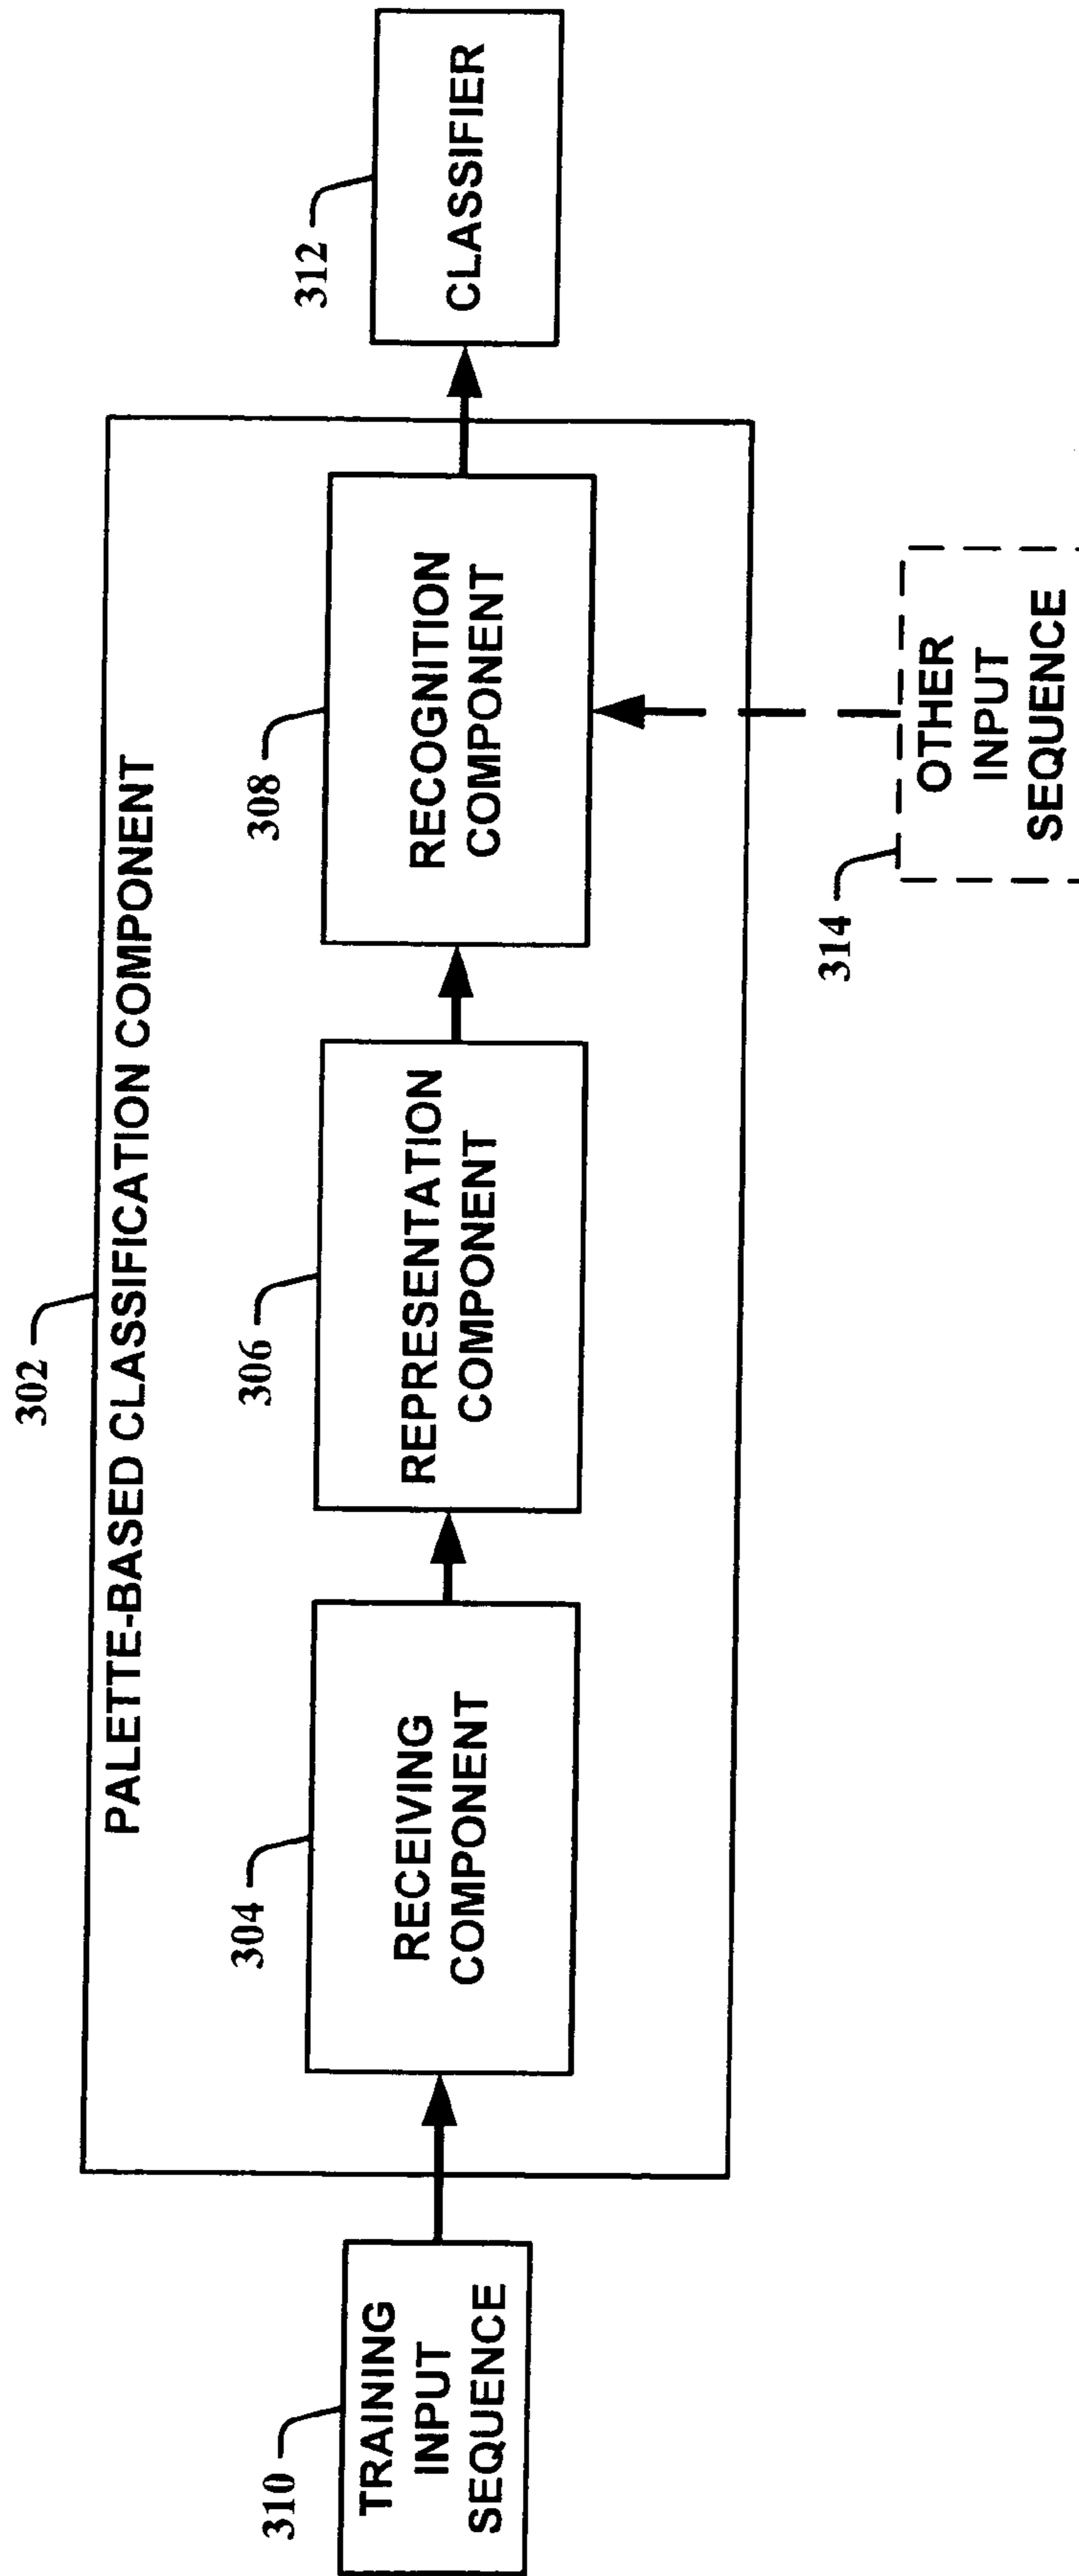 302
PALETTE-BASED CLASSIFICATION COMPONENT
310
TRAINING
INPUT
SEQUENCE
304
RECEIVING
COMPONENT
306
REPRESENTATION
COMPONENT
308
RECOGNITION
COMPONENT
312
CLASSIFIER
314
OTHER
INPUT
SEQUENCE